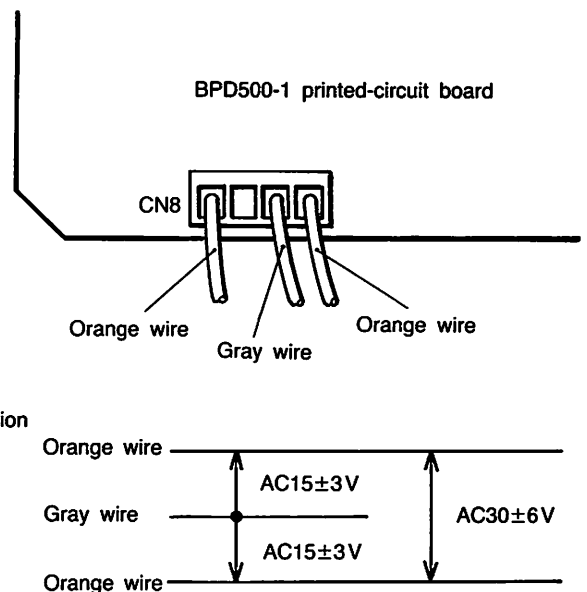 BPD500-1 printed-circuit board
CN8
Orange wire
Gray wire
Orange wire
ion
Orange wire
AC15±3V
Gray wire
AC30±6V
AC15±3V
Orange wire